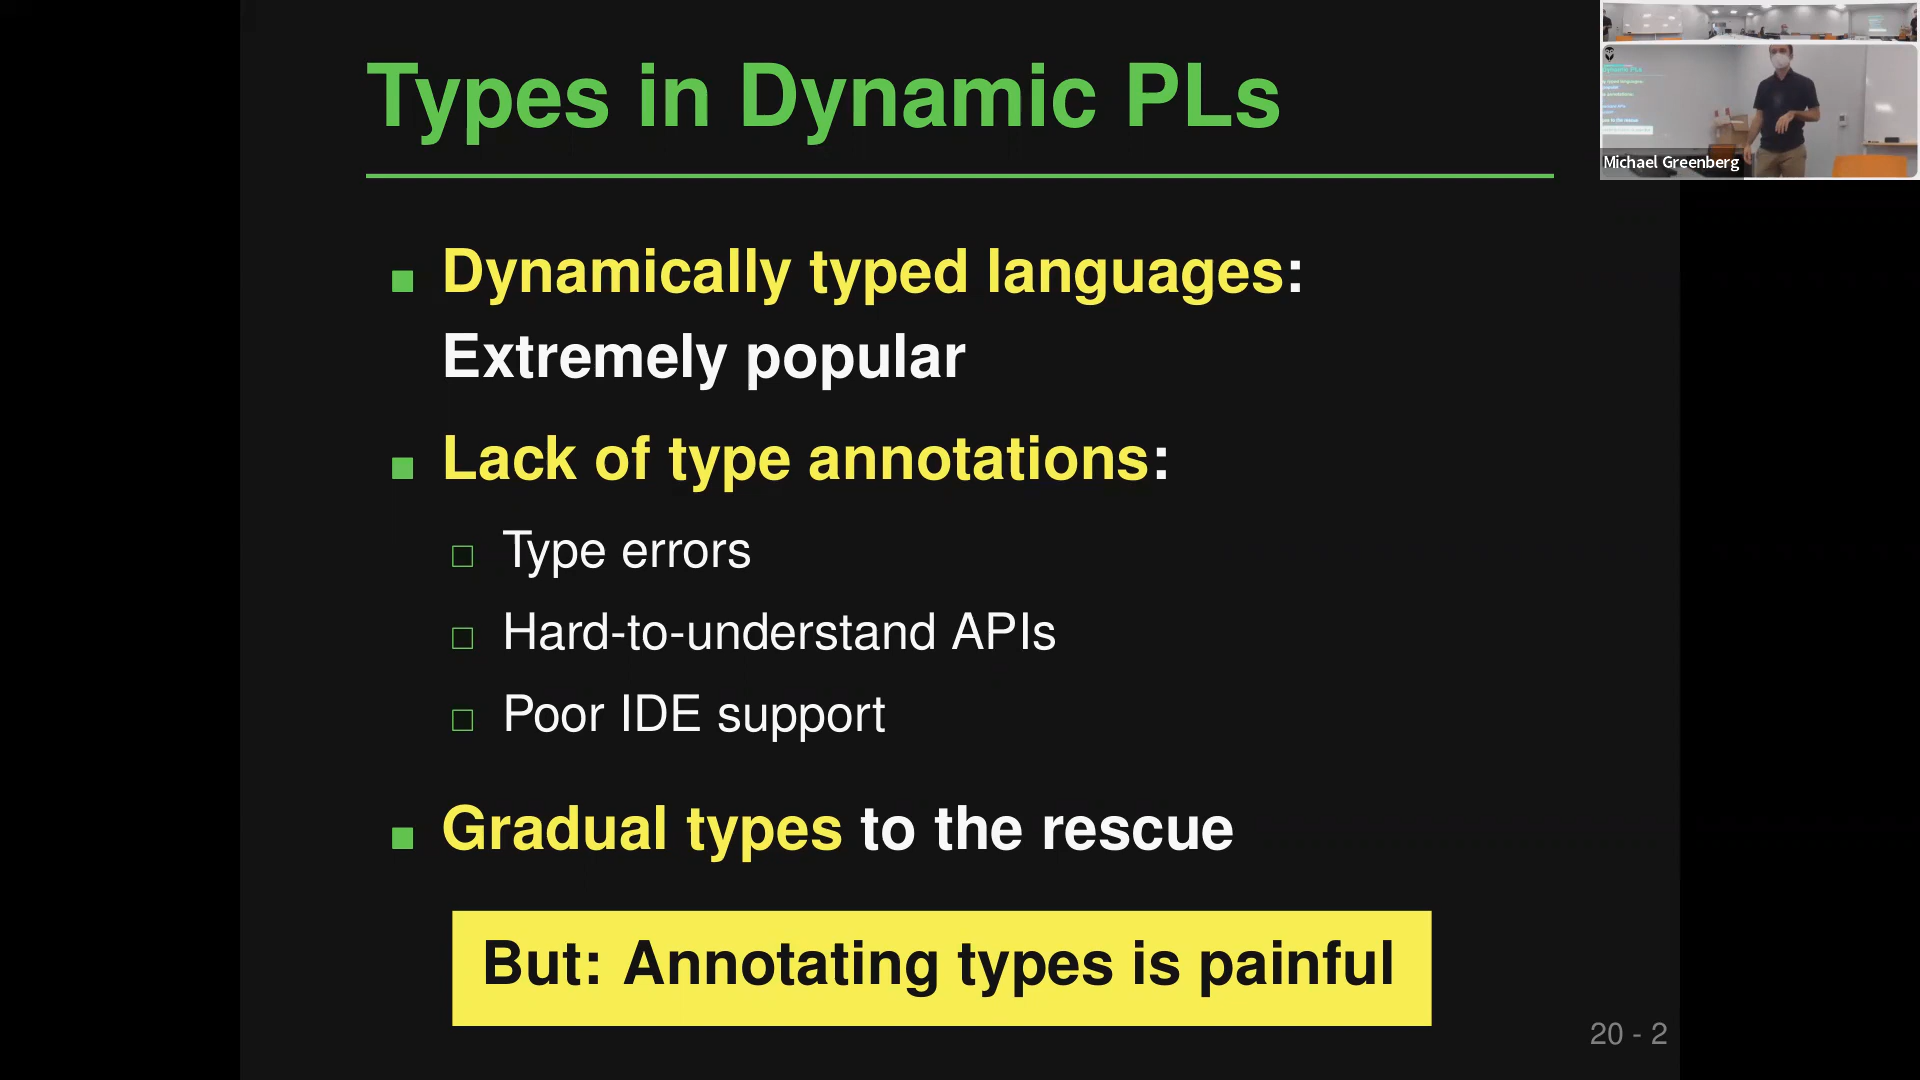 Types in Dynamic PLs
Dynamically typed languages:
Extremely popular
Lack of type annotations:
Type errors
Hard-to-understand APIs
Poor IDE support
Gradual types to the rescue
But: Annotating types is painful
20 - 2
Michael Greenberg